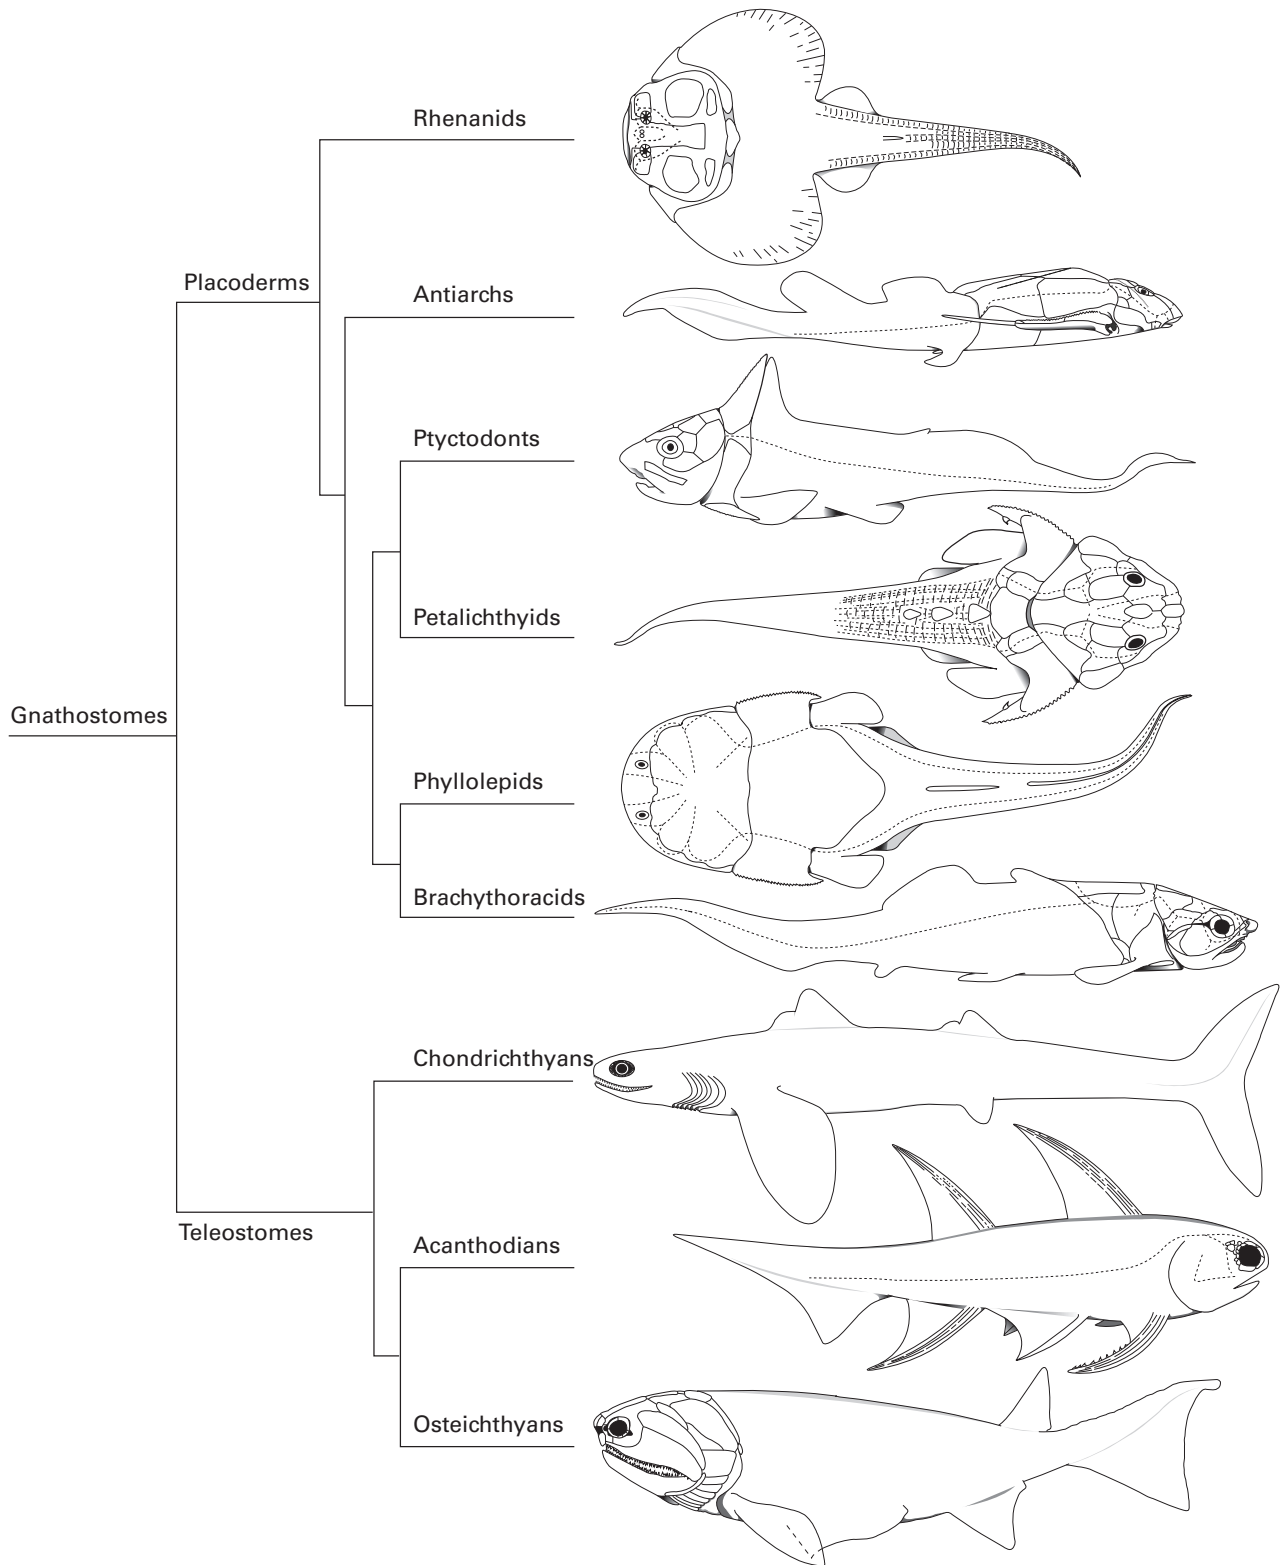 Rhenanids
Placoderms
Antiarchs
Ptyctodonts
Petalichthyids
Gnathostomes
Phyllolepids
Brachythoracids
Chondrichthyans
Teleostomes
Acanthodians
Osteichthyans